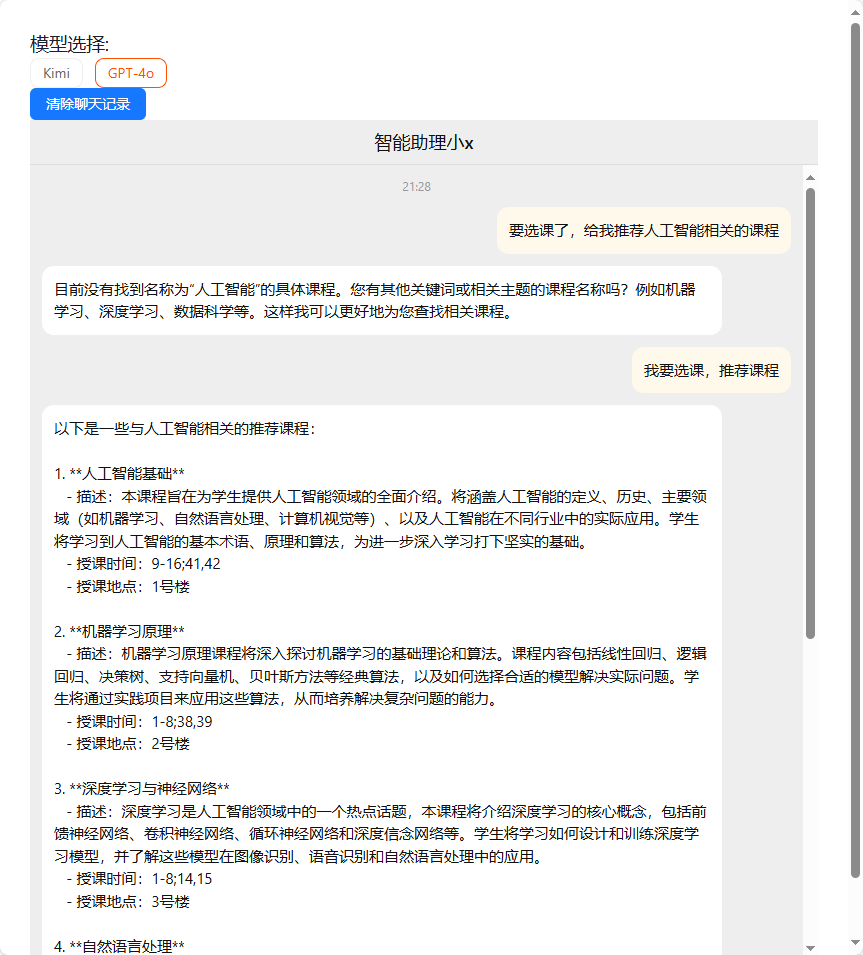 模型选择:
Kimi GPT-4o
清除聊天记录
智能助理小x
21:28
要选课了，给我推荐人工智能相关的课程
目前没有找到名称为“人工智能”的具体课程。您有其他关键词或相关主题的课程名称吗？例如机器
学习、深度学习、数据科学等。这样我可以更好地为您查找相关课程。
我要选课，推荐课程
以下是一些与人工智能相关的推荐课程：
1. **人工智能基础**
- 描述：本课程旨在为学生提供人工智能领域的全面介绍。将涵盖人工智能的定义、历史、主要领
域（如机器学习、自然语言处理、计算机视觉等）、以及人工智能在不同行业中的实际应用。学生
将学习到人工智能的基本术语、原理和算法，为进一步深入学习打下坚实的基础。
- 授课时间：9-16;41,42
- 授课地点：1号楼
2. **机器学习原理**
- 描述：机器学习原理课程将深入探讨机器学习的基础理论和算法。课程内容包括线性回归、逻辑
回归、决策树、支持向量机、贝叶斯方法等经典算法，以及如何选择合适的模型解决实际问题。学
生将通过实践项目来应用这些算法，从而培养解决复杂问题的能力。
- 授课时间：1-8;38,39
- 授课地点：2号楼
3. **深度学习与神经网络**
- 描述：深度学习是人工智能领域中的一个热点话题，本课程将介绍深度学习的核心概念，包括前
馈神经网络、卷积神经网络、循环神经网络和深度信念网络等。学生将学习如何设计和训练深度学
习模型，并了解这些模型在图像识别、语音识别和自然语言处理中的应用。
- 授课时间：1-8;14,15
- 授课地点：3号楼
4. **自然语言处理**